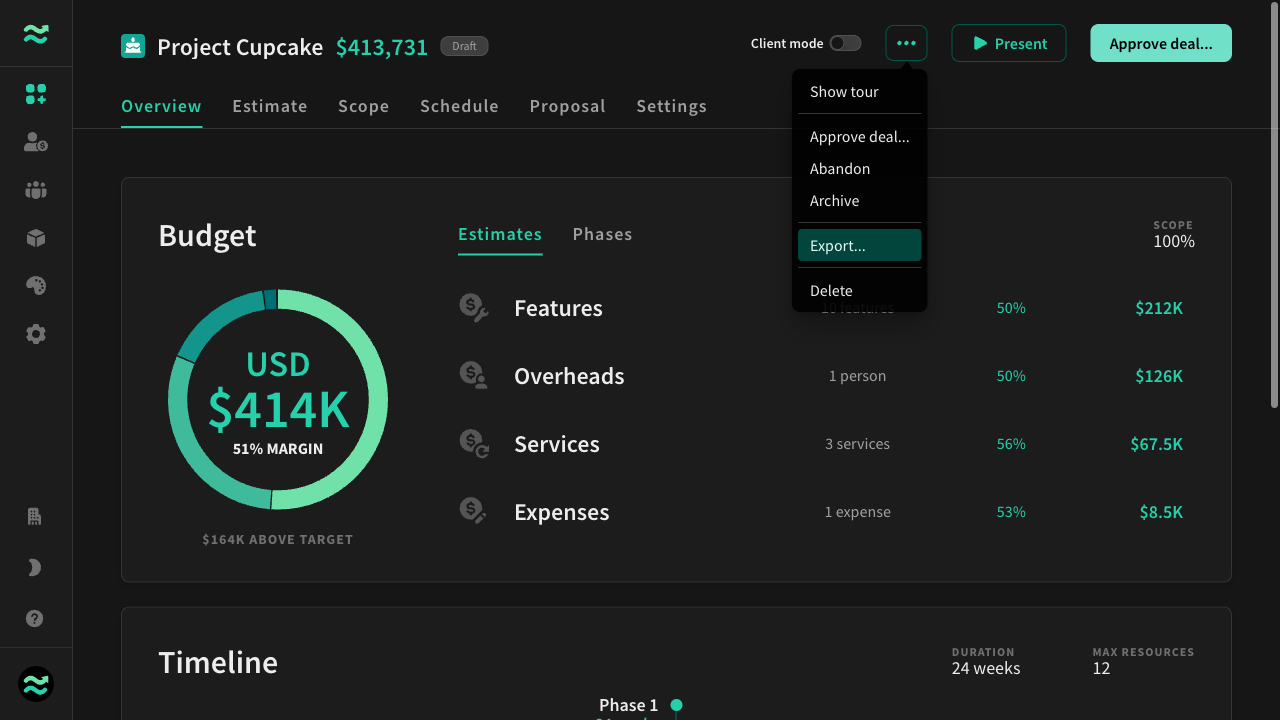 Project Cupcake $413,731 Draft
Client mode
Present
Approve deal...
Overview Estimate Scope Schedule Proposal Settings
Show tour
Approve deal...
Abandon
Archive
Export...
Delete
Budget
Estimates Phases
SCOPE
100%
USD
$414K
51% MARGIN
$164K ABOVE TARGET
Features 10 features 50% $212K
Overheads 1 person 50% $126K
Services 3 services 56% $67.5K
Expenses 1 expense 53% $8.5K
Timeline
DURATION
24 weeks
MAX RESOURCES
12
Phase 1